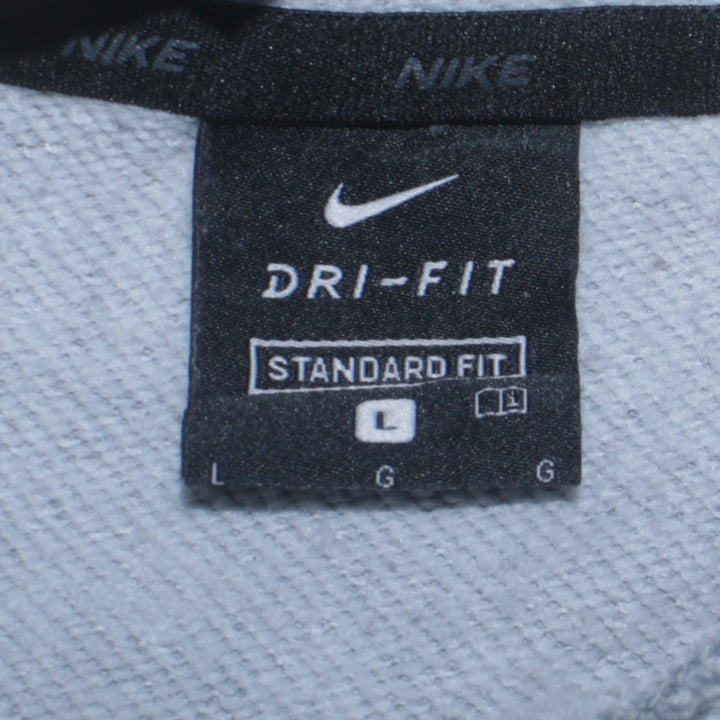 NIKE NIKE
DRI-FIT
STANDARD FIT
L
i
L G G